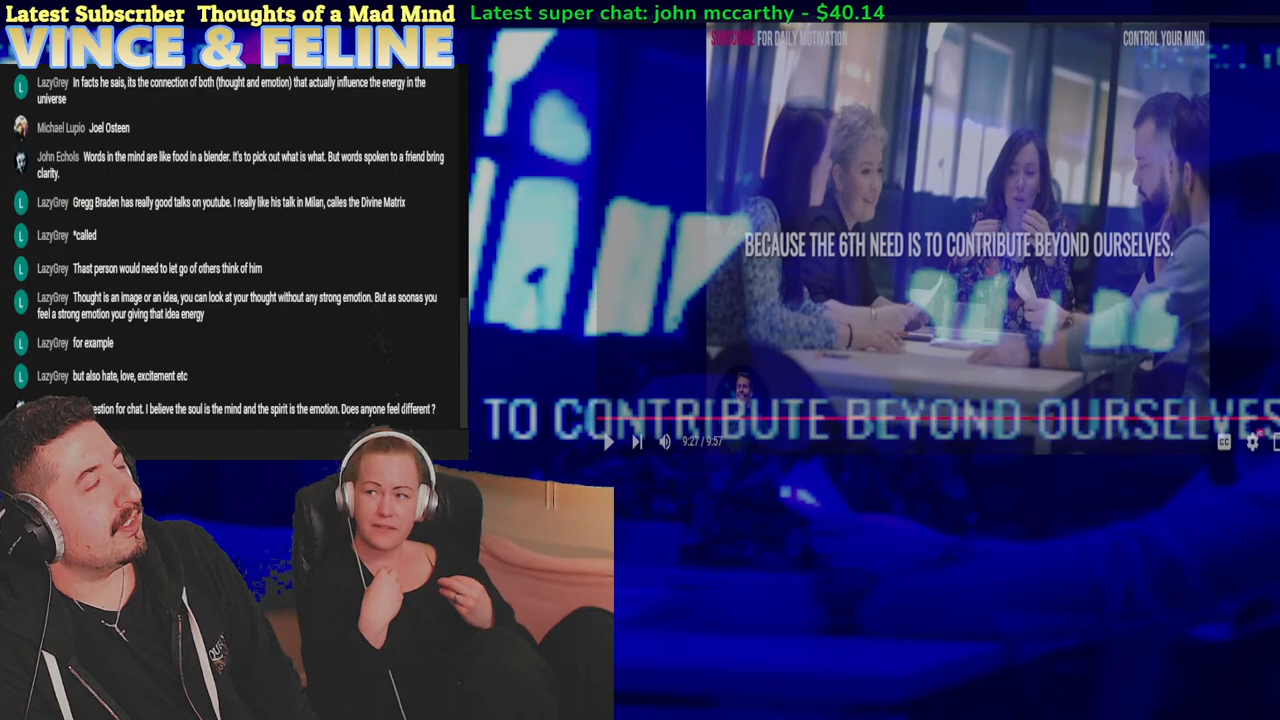 Latest Subscriber Thoughts of a Mad Mind
Latest super chat: john mccarthy - $40.14
VINCE & FELINE
LazyGrey In facts he sais, its the connection of both (thought and emotion) that actually influence the energy in the
universe
Michael Lupio Joel Osteen
John Echols Words in the mind are like food in a blender. It's to pick out what is what. But words spoken to a friend bring
clarity.
LazyGrey Gregg Braden has really good talks on youtube. I really like his talk in Milan, calles the Divine Matrix
LazyGrey *called
LazyGrey Thast person would need to let go of others think of him
LazyGrey Thought is an image or an idea, you can look at your thought without any strong emotion. But as soonas you
feel a strong emotion your giving that idea energy
LazyGrey for example
LazyGrey but also hate, love, excitement etc
estion for chat. I believe the soul is the mind and the spirit is the emotion. Does anyone feel different ?
SUBSCRIBE FOR DAILY MOTIVATION
CONTROL YOUR MIND
BECAUSE THE 6TH NEED IS TO CONTRIBUTE BEYOND OURSELVES.
TO CONTRIBUTE BEYOND OURSELVES
9:27 / 9:57
CC